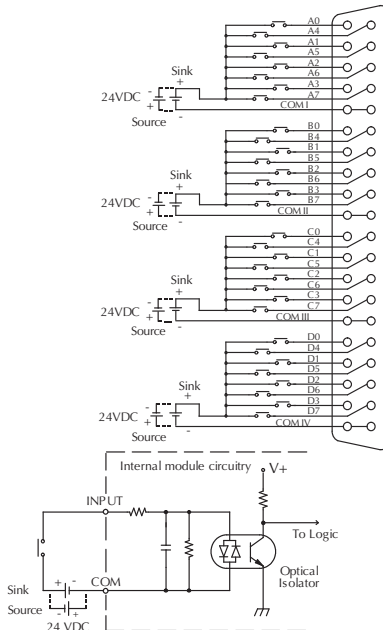 A0
A4
A1
A5
A2
Sink
A6
+
A3
24VDC - A7
+ COM I
Source -
B0
B4
B1
B5
B2
Sink
B6
+
B3
24VDC - B7
+ COM II
Source -
C0
C4
C1
C5
C2
Sink
C6
+
C3
24VDC - C7
+ COM III
Source -
D0
D4
D1
D5
D2
Sink
D6
+
D3
24VDC - D7
+ COM IV
Source -
Internal module circuitry
V+
INPUT
To Logic
Optical
Isolator
Sink + - COM
Source - +
24 VDC